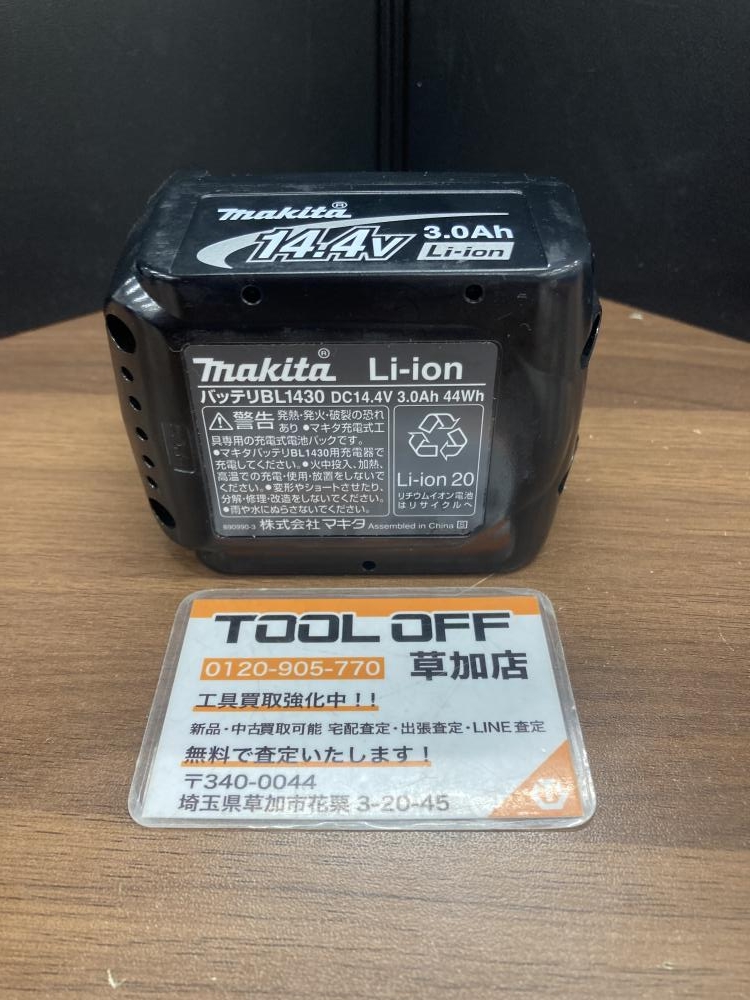 makita®
14.4V
3.0Ah
Li-ion
makita® Li-ion
バッテリBL1430 DC14.4V 3.0Ah 44Wh
警告 発熱・発火・破裂の恐れ
あり ●マキタ充電式工
具専用の充電式電池パックです。
●マキタバッテリBL1430用充電器で
充電してください。●火中投入、加熱、
高温での充電・使用・放置をしないで
ください。●変形やショートさせたり、
分解・修理・改造をしないでください。
●雨や水にぬらさないでください。
Li-ion 20
リチウムイオン電池
はリサイクルへ
890990-3 株式会社マキタ Assembled in China S
TOOL OFF
0120-905-770 草加店
工具買取強化中!!
新品・中古買取可能 宅配査定・出張査定・LINE査定
無料で査定いたします!
〒340-0044
埼玉県草加市花栗 3-20-45